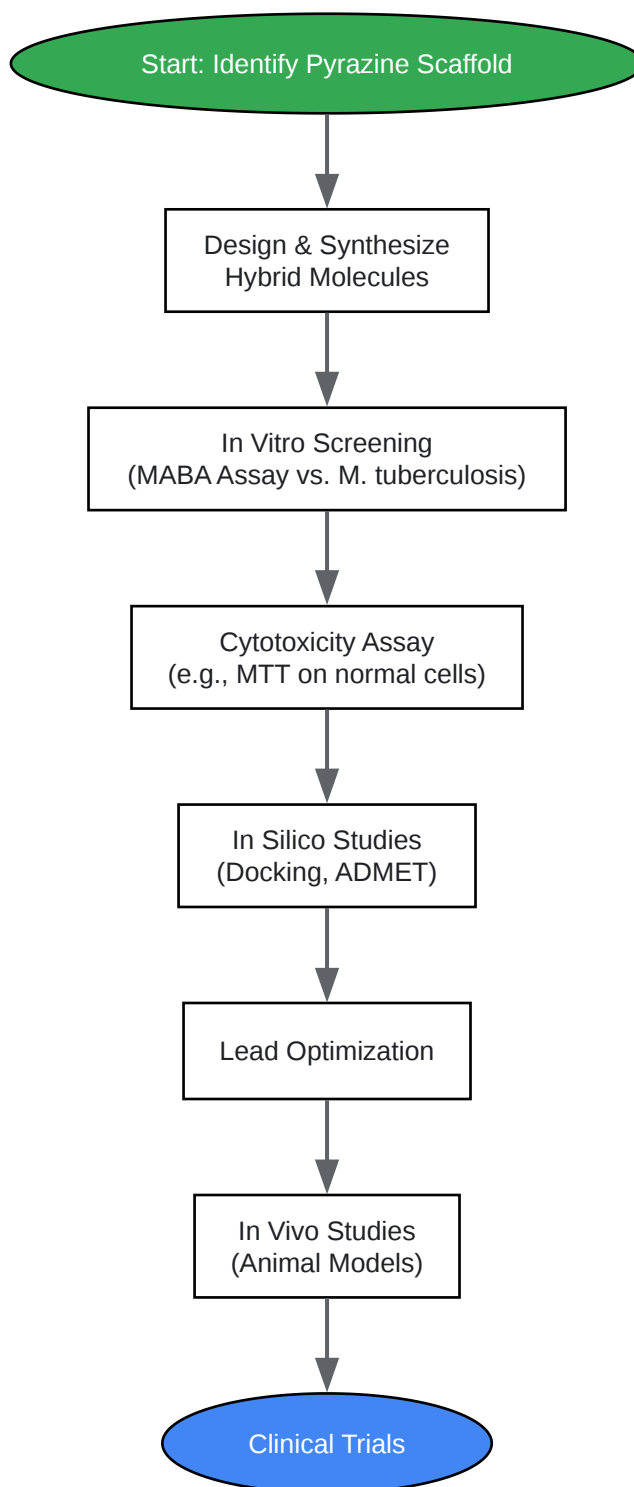 Start: Identify Pyrazine Scaffold
Design & Synthesize
Hybrid Molecules
In Vitro Screening
(MABA Assay vs. M. tuberculosis)
Cytotoxicity Assay
(e.g., MTT on normal cells)
In Silico Studies
(Docking, ADMET)
Lead Optimization
In Vivo Studies
(Animal Models)
Clinical Trials